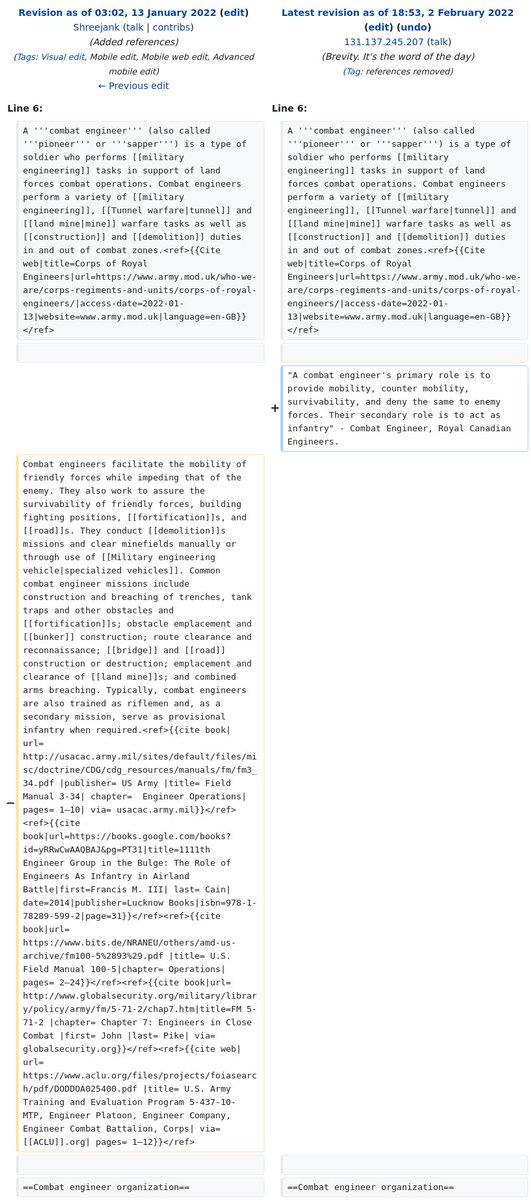 Revision as of 03:02, 13 January 2022 (edit)
Shreejank (talk | contribs)
(Added references)
(Tags: Visual edit, Mobile edit, Mobile web edit, Advanced
mobile edit)
← Previous edit
Latest revision as of 18:53, 2 February 2022
(edit) (undo)
131.137.245.207 (talk)
(Brevity. It's the word of the day)
(Tag: references removed)
Line 6:
A '''combat engineer''' (also called
'''pioneer''' or '''sapper''') is a type of
soldier who performs [[military
engineering]] tasks in support of land
forces combat operations. Combat engineers
perform a variety of [[military
engineering]], [[Tunnel warfare|tunnel]] and
[[land mine|mine]] warfare tasks as well as
[[construction]] and [[demolition]] duties
in and out of combat zones.<ref>{{Cite
web|title=Corps of Royal
Engineers|url=https://www.army.mod.uk/who-we-
are/corps-regiments-and-units/corps-of-royal-
engineers/|access-date=2022-01-
13|website=www.army.mod.uk|language=en-GB}}
</ref>
Line 6:
A '''combat engineer''' (also called
'''pioneer''' or '''sapper''') is a type of
soldier who performs [[military
engineering]] tasks in support of land
forces combat operations. Combat engineers
perform a variety of [[military
engineering]], [[Tunnel warfare|tunnel]] and
[[land mine|mine]] warfare tasks as well as
[[construction]] and [[demolition]] duties
in and out of combat zones.<ref>{{Cite
web|title=Corps of Royal
Engineers|url=https://www.army.mod.uk/who-we-
are/corps-regiments-and-units/corps-of-royal-
engineers/|access-date=2022-01-
13|website=www.army.mod.uk|language=en-GB}}
</ref>
+
"A combat engineer's primary role is to
provide mobility, counter mobility,
survivability, and deny the same to enemy
forces. Their secondary role is to act as
infantry" - Combat Engineer, Royal Canadian
Engineers.
−
Combat engineers facilitate the mobility of
friendly forces while impeding that of the
enemy. They also work to assure the
survivability of friendly forces, building
fighting positions, [[fortification]]s, and
[[road]]s. They conduct [[demolition]]s
missions and clear minefields manually or
through use of [[Military engineering
vehicle|specialized vehicles]]. Common
combat engineer missions include
construction and breaching of trenches, tank
traps and other obstacles and
[[fortification]]s; obstacle emplacement and
[[bunker]] construction; route clearance and
reconnaissance; [[bridge]] and [[road]]
construction or destruction; emplacement and
clearance of [[land mine]]s; and combined
arms breaching. Typically, combat engineers
are also trained as riflemen and, as a
secondary mission, serve as provisional
infantry when required.<ref>{{cite book|
url=
http://usacac.army.mil/sites/default/files/mi
sc/doctrine/CDG/cdg_resources/manuals/fm/fm3_
34.pdf |publisher= US Army |title= Field
Manual 3-34| chapter=  Engineer Operations|
pages= 1–10| via= usacac.army.mil}}</ref>
<ref>{{cite
book|url=https://books.google.com/books?
id=yRRwCwAAQBAJ&pg=PT31|title=1111th
Engineer Group in the Bulge: The Role of
Engineers As Infantry in Airland
Battle|first=Francis M. III| last= Cain|
date=2014|publisher=Lucknow Books|isbn=978-1-
78289-599-2|page=31}}</ref><ref>{{cite
book|url=
https://www.bits.de/NRANEU/others/amd-us-
archive/fm100-5%2893%29.pdf |title= U.S.
Field Manual 100-5|chapter= Operations|
pages= 2–24}}</ref><ref>{{cite book|url=
http://www.globalsecurity.org/military/librar
y/policy/army/fm/5-71-2/chap7.htm|title=FM 5-
71-2 |chapter= Chapter 7: Engineers in Close
Combat |first= John |last= Pike| via=
globalsecurity.org}}</ref><ref>{{cite web|
url=
https://www.aclu.org/files/projects/foiasearc
h/pdf/DODDOA025400.pdf |title= U.S. Army
Training and Evaluation Program 5-437-10-
MTP, Engineer Platoon, Engineer Company,
Engineer Combat Battalion, Corps| via=
[[ACLU]].org| pages= 1–12}}</ref>
==Combat engineer organization==
==Combat engineer organization==